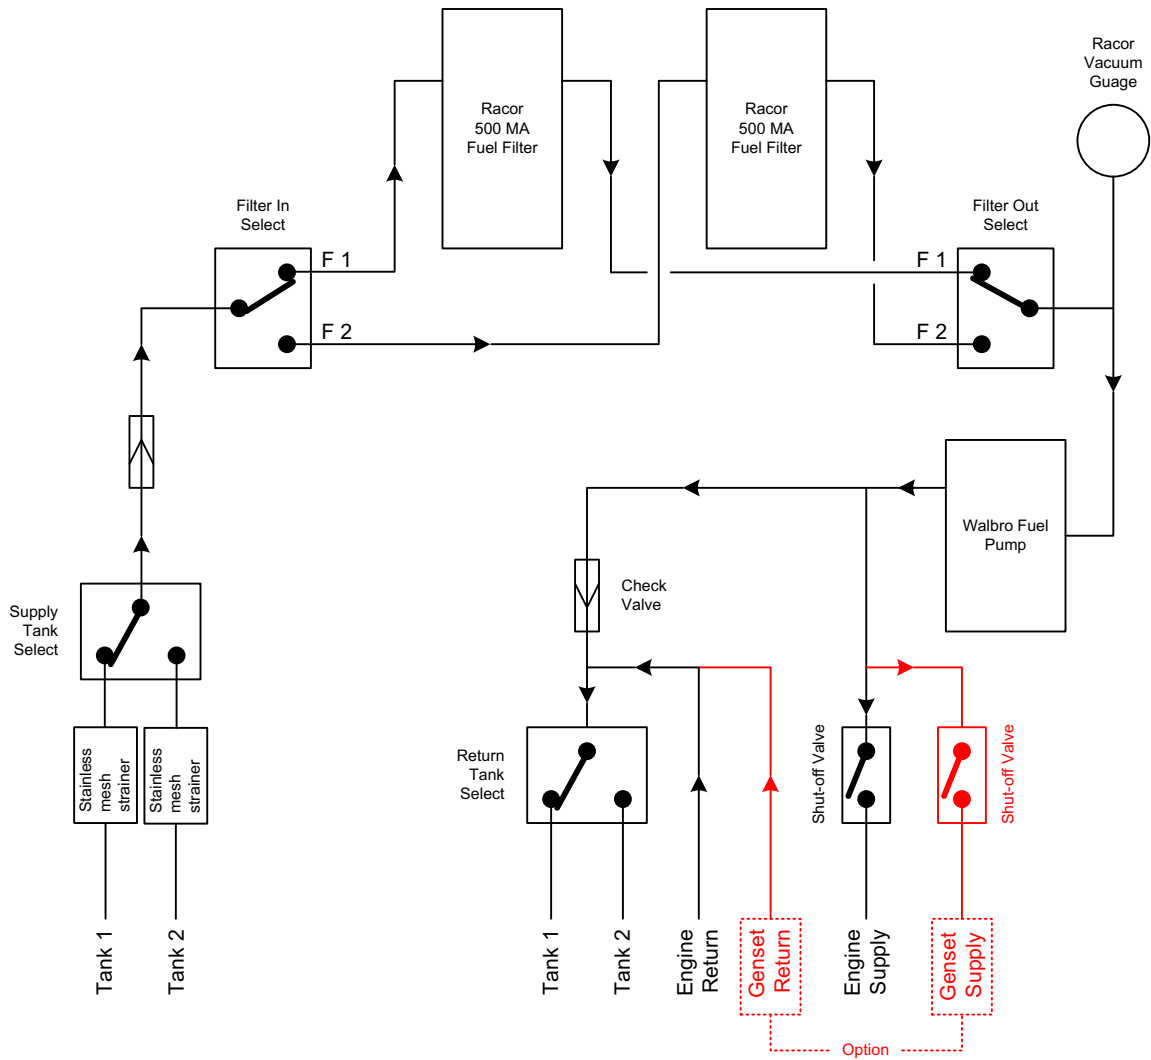 Racor
500 MA
Fuel Filter
Racor
500 MA
Fuel Filter
Racor
Vacuum
Guage
Filter In
Select
F 1
F 2
Filter Out
Select
F 1
F 2
Walbro Fuel
Pump
Check
Valve
Supply
Tank
Select
Stainless
mesh
strainer
Stainless
mesh
strainer
Return
Tank
Select
Shut-off Valve
Shut-off Valve
Tank 1
Tank 2
Tank 1
Tank 2
Engine
Return
Genset
Return
Engine
Supply
Genset
Supply
Option